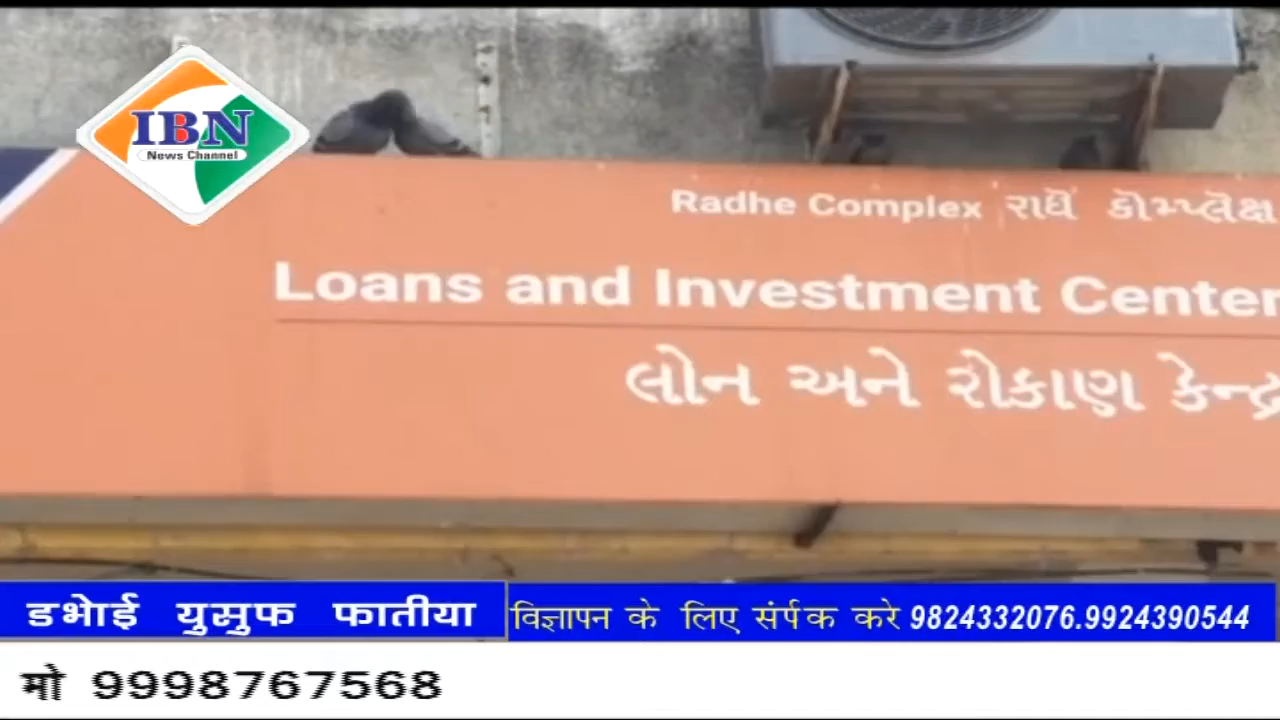 IBN
News Channel
Radhe Complex રાધે કોમ્પ્લેક્ષ
Loans and Investment Center
લોન અને રોકાણ કેન્દ્ર
डभेाई युसुफ फातीया
विज्ञापन के लिए संर्पक करे 9824332076.9924390544
मो 9998767568